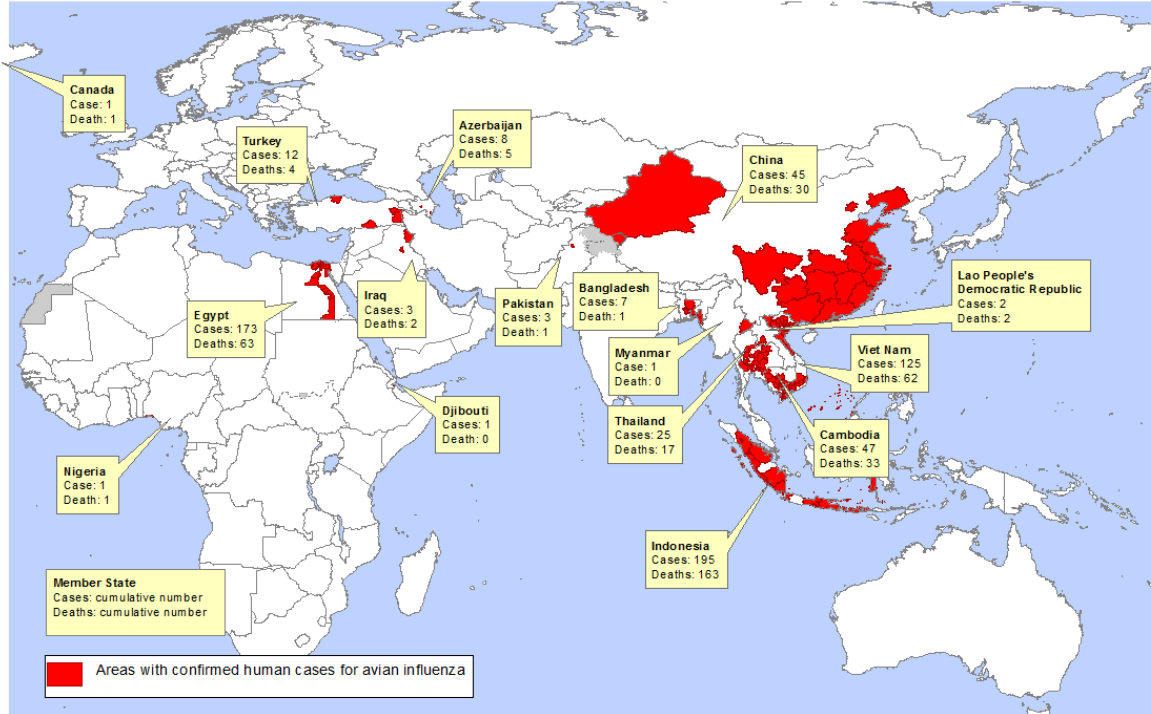 Canada
Case: 1
Death: 1
Turkey
Cases: 12
Deaths: 4
Azerbaijan
Cases: 8
Deaths: 5
China
Cases: 45
Deaths: 30
Egypt
Cases: 173
Deaths: 63
Iraq
Cases: 3
Deaths: 2
Pakistan
Cases: 3
Death: 1
Bangladesh
Cases: 7
Death: 1
Lao People's
Democratic Republic
Cases: 2
Deaths: 2
Myanmar
Case: 1
Death: 0
Viet Nam
Cases: 125
Deaths: 62
Djibouti
Cases: 1
Death: 0
Thailand
Cases: 25
Deaths: 17
Cambodia
Cases: 47
Deaths: 33
Nigeria
Case: 1
Death: 1
Indonesia
Cases: 195
Deaths: 163
Member State
Cases: cumulative number
Deaths: cumulative number
Areas with confirmed human cases for avian influenza